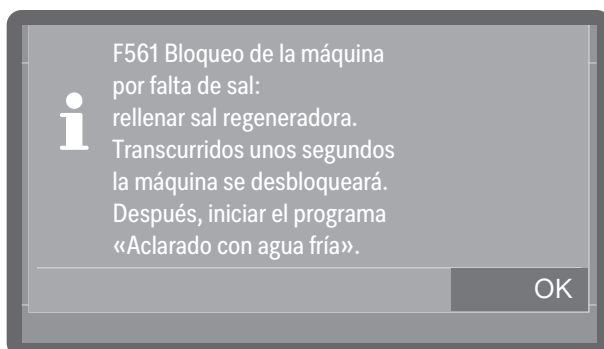 F561 Bloqueo de la máquina
por falta de sal:
rellenar sal regeneradora.
Transcurridos unos segundos
la máquina se desbloqueará.
Después, iniciar el programa
«Aclarado con agua fría».
OK